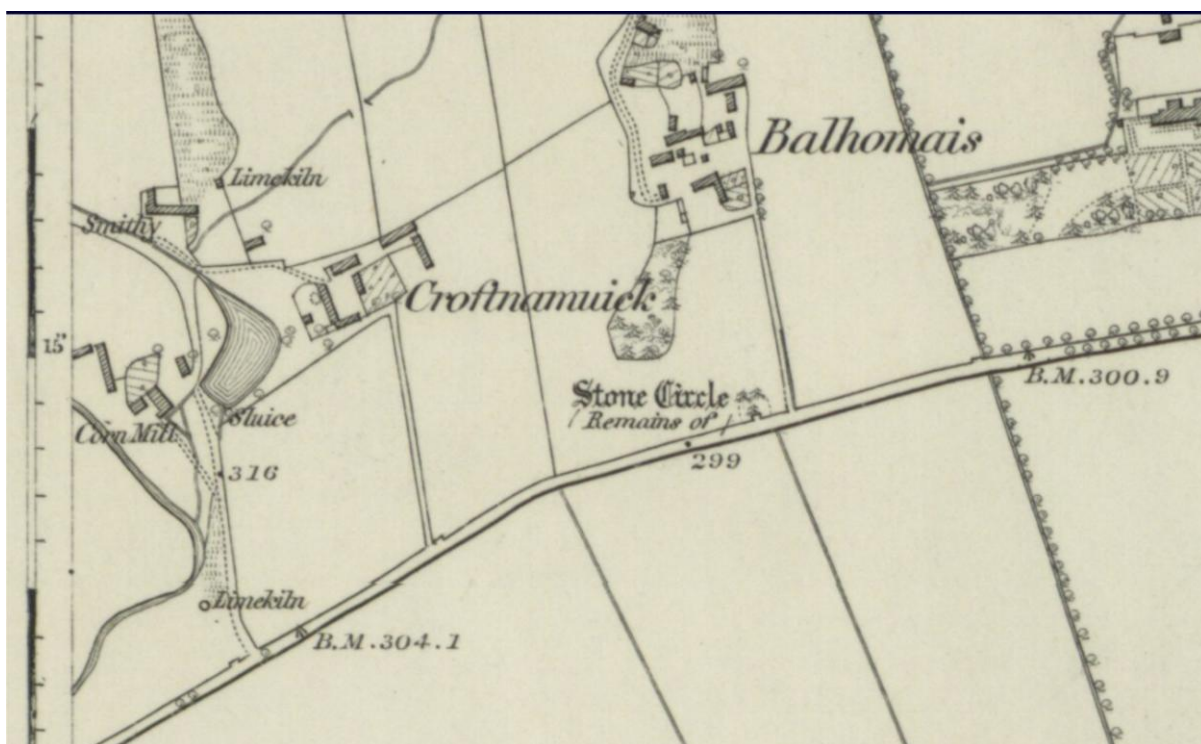 Balhomais
Limekiln
Smithy
Croftnamuick
15"
B.M.300.9
Stone Circle
(Remains of)
Sluice
Corn Mill
299
316
Limekiln
B.M.304.1